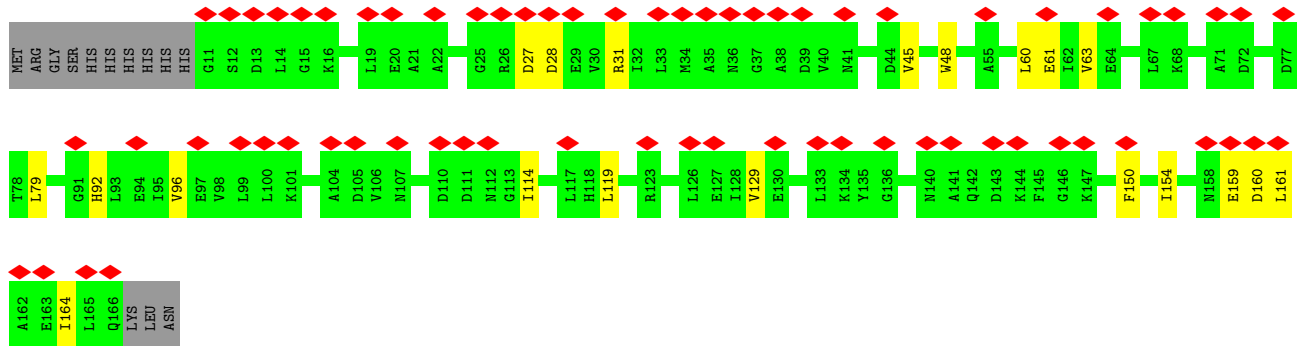 MET ARG GLY SER HIS HIS HIS HIS HIS HIS G11 S12 D13 L14 G15 K16 L19 E20 A21 A22 G25 R26 D27 D28 E29 V30 R31 I32 L33 M34 A35 N36 G37 A38 D39 V40 N41 D44 V45 W48 A55 L60 E61 I62 V63 E64 L67 K68 A71 D72 D77
T78 L79 G91 H92 L93 E94 I95 V96 E97 V98 L99 L100 K101 A104 D105 V106 N107 D110 D111 N112 G113 I114 L117 H118 L119 R123 L126 E127 I128 V129 E130 L133 K134 Y135 G136 N140 A141 Q142 D143 K144 F145 G146 K147 F150 I154 N158 E159 D160 L161
A162 E163 I164 L165 Q166 LYS LEU ASN